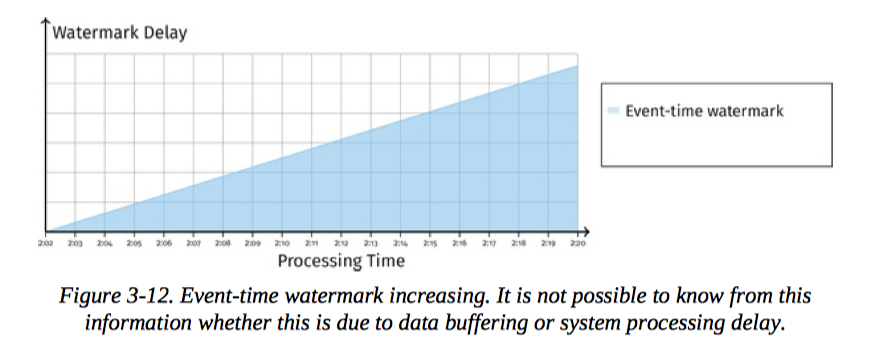 Watermark Delay
Event-time watermark
2:02 2:03 2:04 2:05 2:06 2:07 2:08 2:09 2:10 2:11 2:12 2:13 2:14 2:15 2:16 2:17 2:18 2:19 2:20
Processing Time
Figure 3-12. Event-time watermark increasing. It is not possible to know from this
information whether this is due to data buffering or system processing delay.